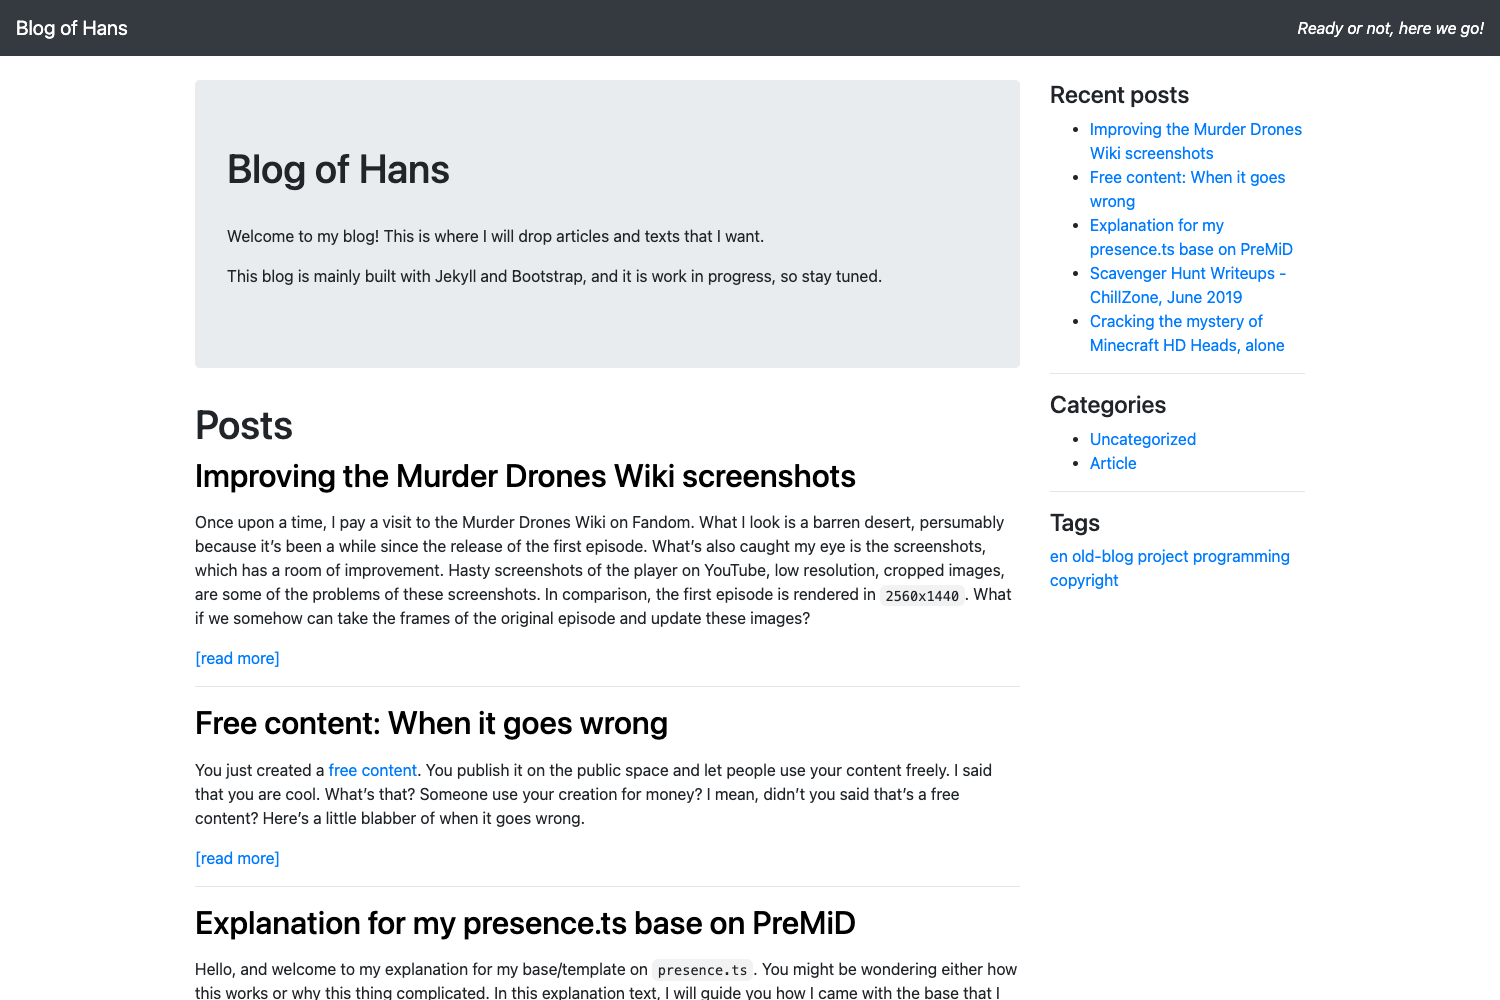 Blog of Hans
Ready or not, here we go!
Blog of Hans
Welcome to my blog! This is where I will drop articles and texts that I want.
This blog is mainly built with Jekyll and Bootstrap, and it is work in progress, so stay tuned.
Posts
Improving the Murder Drones Wiki screenshots
Once upon a time, I pay a visit to the Murder Drones Wiki on Fandom. What I look is a barren desert, persumably
because it’s been a while since the release of the first episode. What’s also caught my eye is the screenshots,
which has a room of improvement. Hasty screenshots of the player on YouTube, low resolution, cropped images,
are some of the problems of these screenshots. In comparison, the first episode is rendered in 2560x1440. What
if we somehow can take the frames of the original episode and update these images?
[read more]
Free content: When it goes wrong
You just created a free content. You publish it on the public space and let people use your content freely. I said
that you are cool. What’s that? Someone use your creation for money? I mean, didn’t you said that’s a free
content? Here’s a little blabber of when it goes wrong.
[read more]
Explanation for my presence.ts base on PreMiD
Hello, and welcome to my explanation for my base/template on presence.ts. You might be wondering either how
this works or why this thing complicated. In this explanation text, I will guide you how I came with the base that I
Recent posts
Improving the Murder Drones
Wiki screenshots
Free content: When it goes
wrong
Explanation for my
presence.ts base on PreMiD
Scavenger Hunt Writeups -
ChillZone, June 2019
Cracking the mystery of
Minecraft HD Heads, alone
Categories
Uncategorized
Article
Tags
en old-blog project programming
copyright